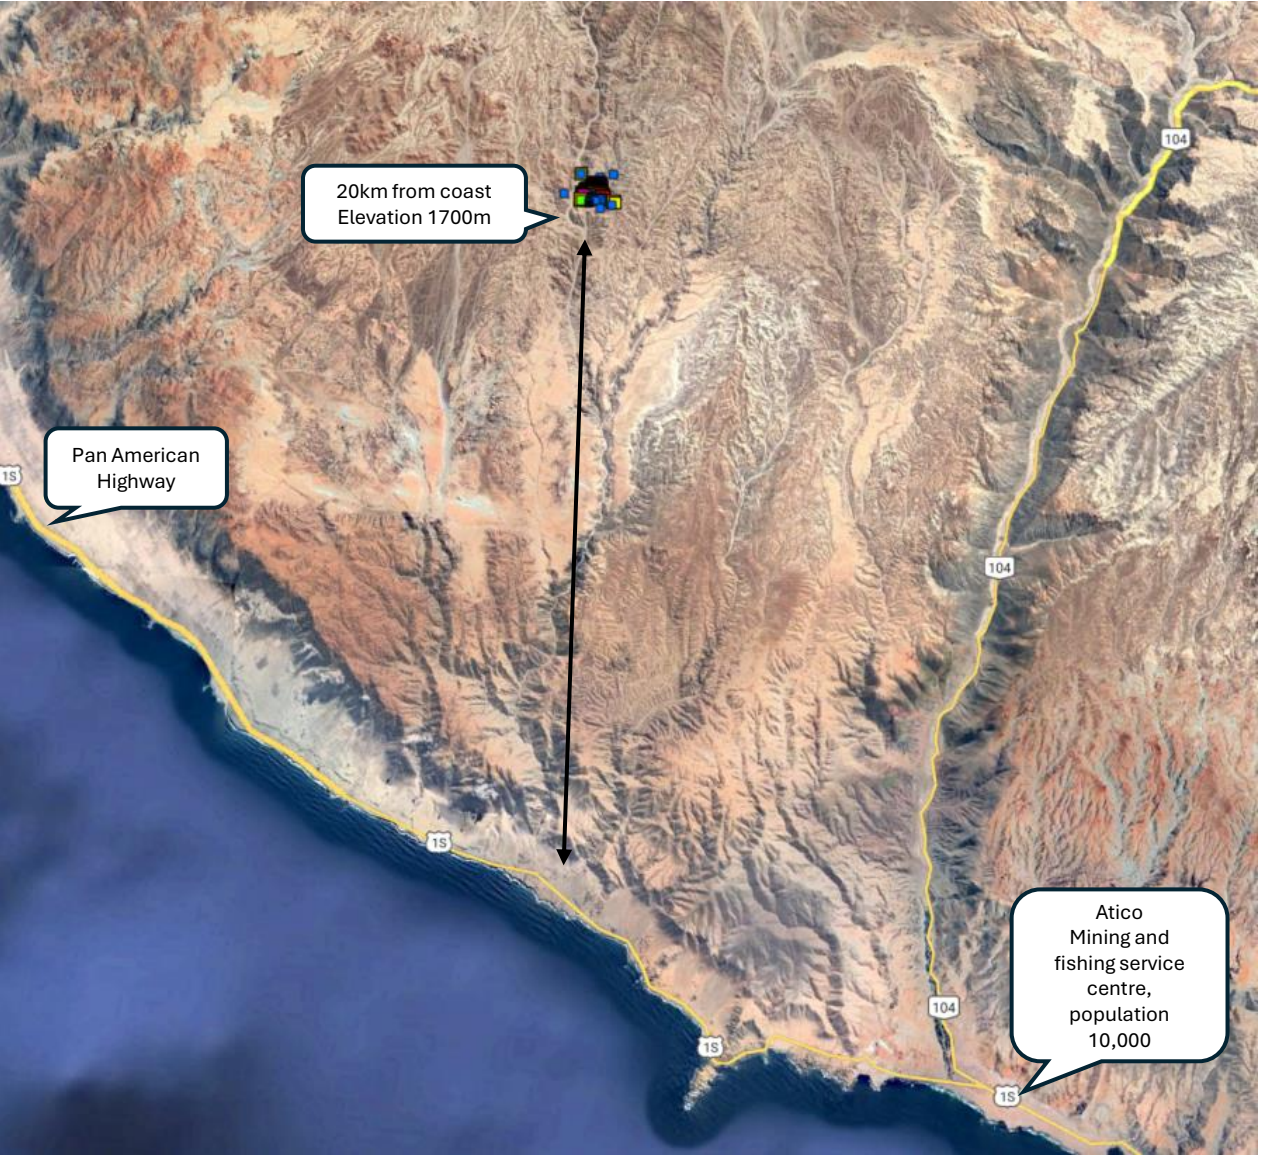 104
20km from coast
Elevation 1700m
Pan American
Highway
1S
104
1S
Atico
Mining and
fishing service
centre,
population
10,000
104
1S
1S